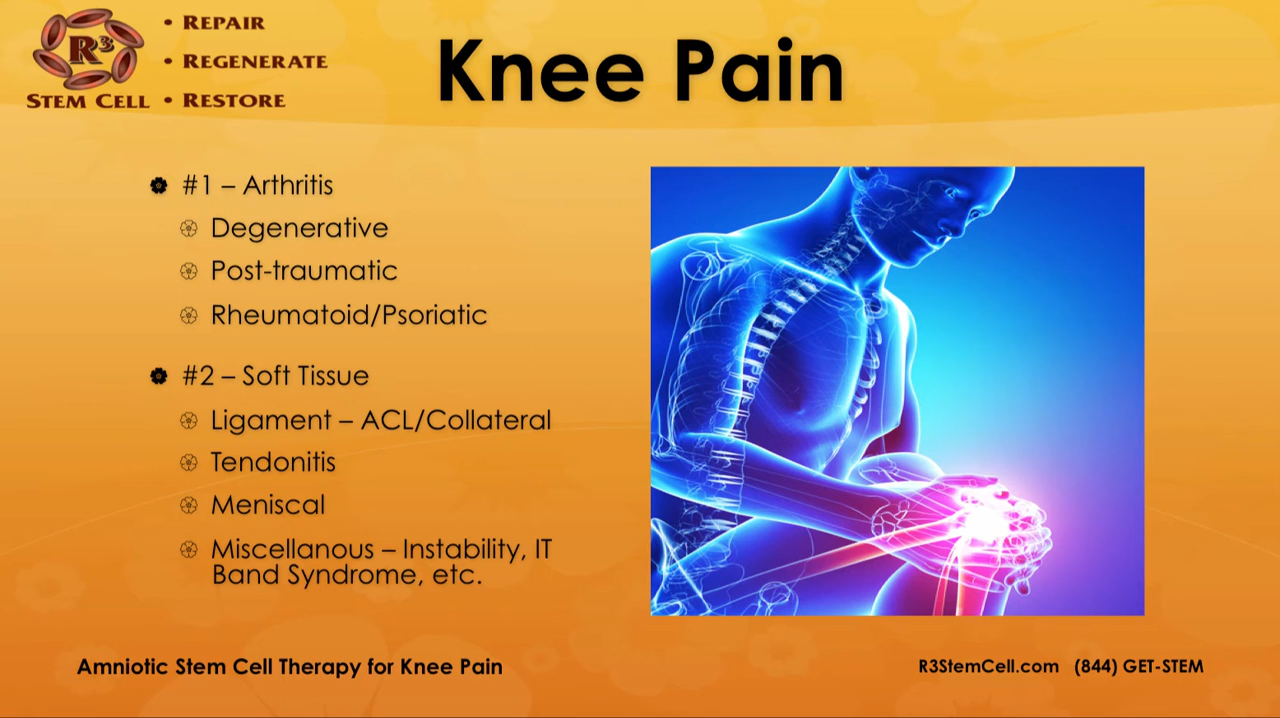 R³
STEM CELL
• REPAIR
• REGENERATE
• RESTORE
Knee Pain
#1 – Arthritis
Degenerative
Post-traumatic
Rheumatoid/Psoriatic
#2 – Soft Tissue
Ligament – ACL/Collateral
Tendonitis
Meniscal
Miscellanous – Instability, IT
Band Syndrome, etc.
Amniotic Stem Cell Therapy for Knee Pain
R3StemCell.com (844) GET-STEM